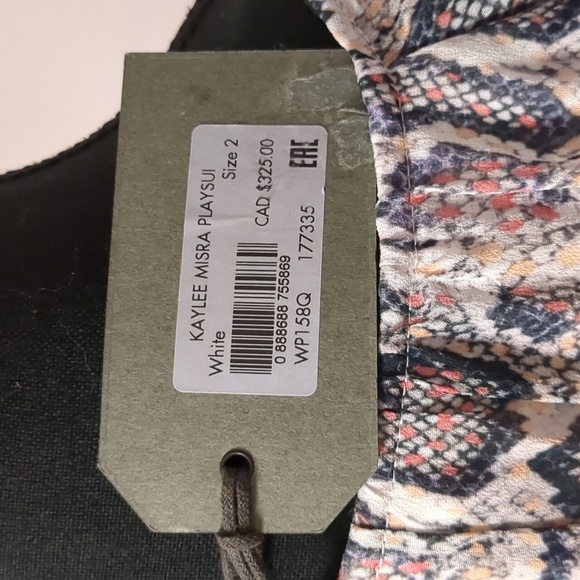 KAYLEE MISRA PLAYSUI
White
Size 2
CAD $325.00
0 888688 755869
WP158Q
177335
EAC